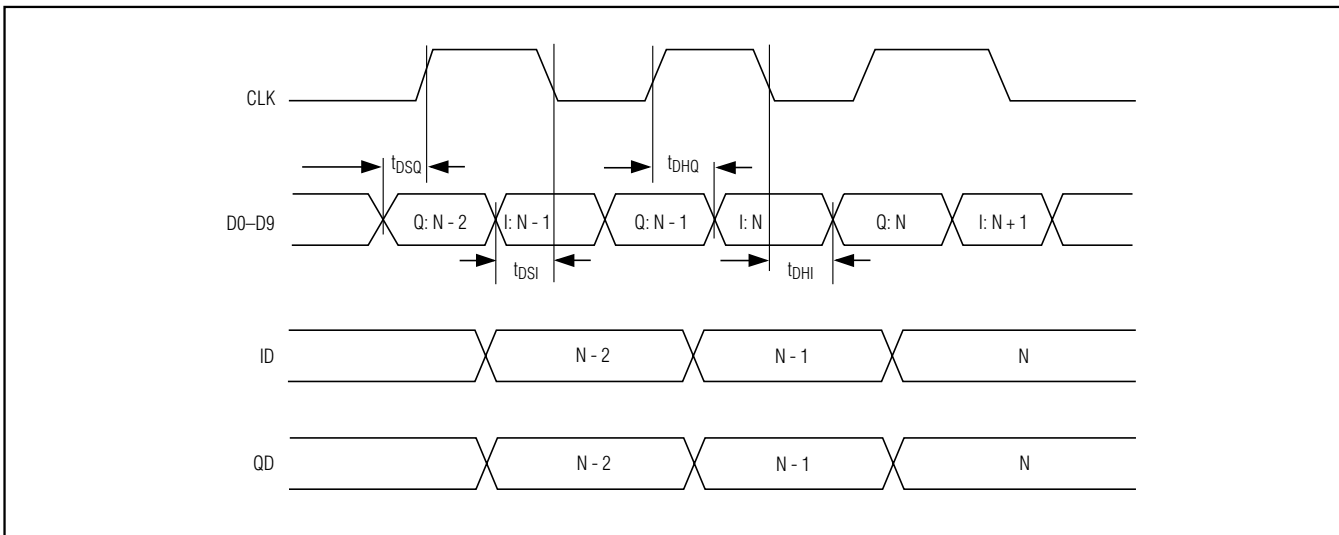 CLK
tDSQ
tDHQ
D0–D9
Q: N - 2
I: N - 1
Q: N - 1
I: N
Q: N
I: N + 1
tDSI
tDHI
ID
N - 2
N - 1
N
QD
N - 2
N - 1
N